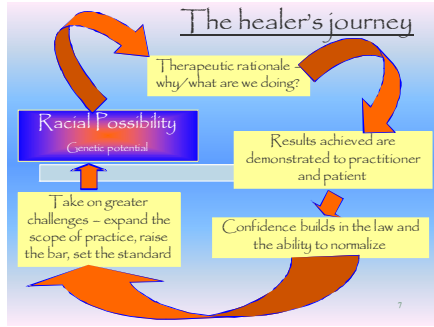 The healer's journey
Therapeutic rationale –
why/what are we doing?
Racial Possibility
Genetic potential
Results achieved are
demonstrated to practitioner
and patient
Take on greater
challenges – expand the
scope of practice, raise
the bar, set the standard
Confidence builds in the law and
the ability to normalize
7